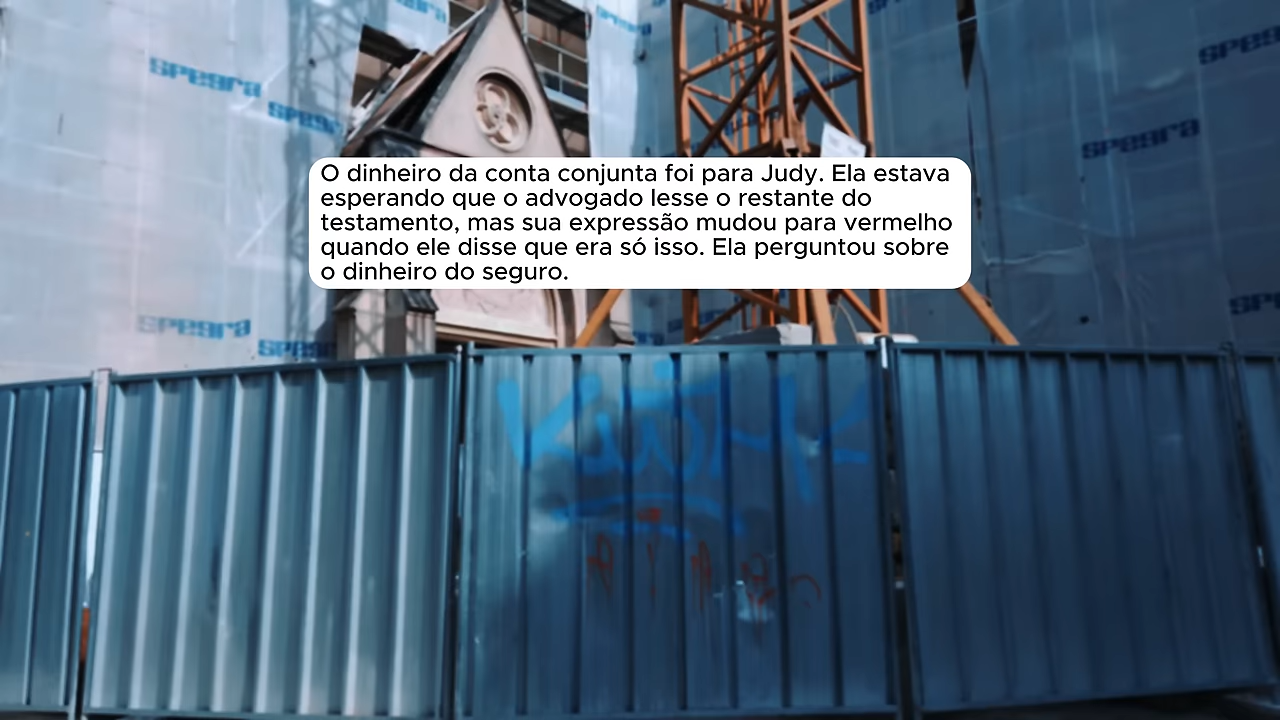 spegra
spegra
spegra
O dinheiro da conta conjunta foi para Judy. Ela estava
esperando que o advogado lesse o restante do
testamento, mas sua expressão mudou para vermelho
quando ele disse que era só isso. Ela perguntou sobre
o dinheiro do seguro.
spegra
spegra